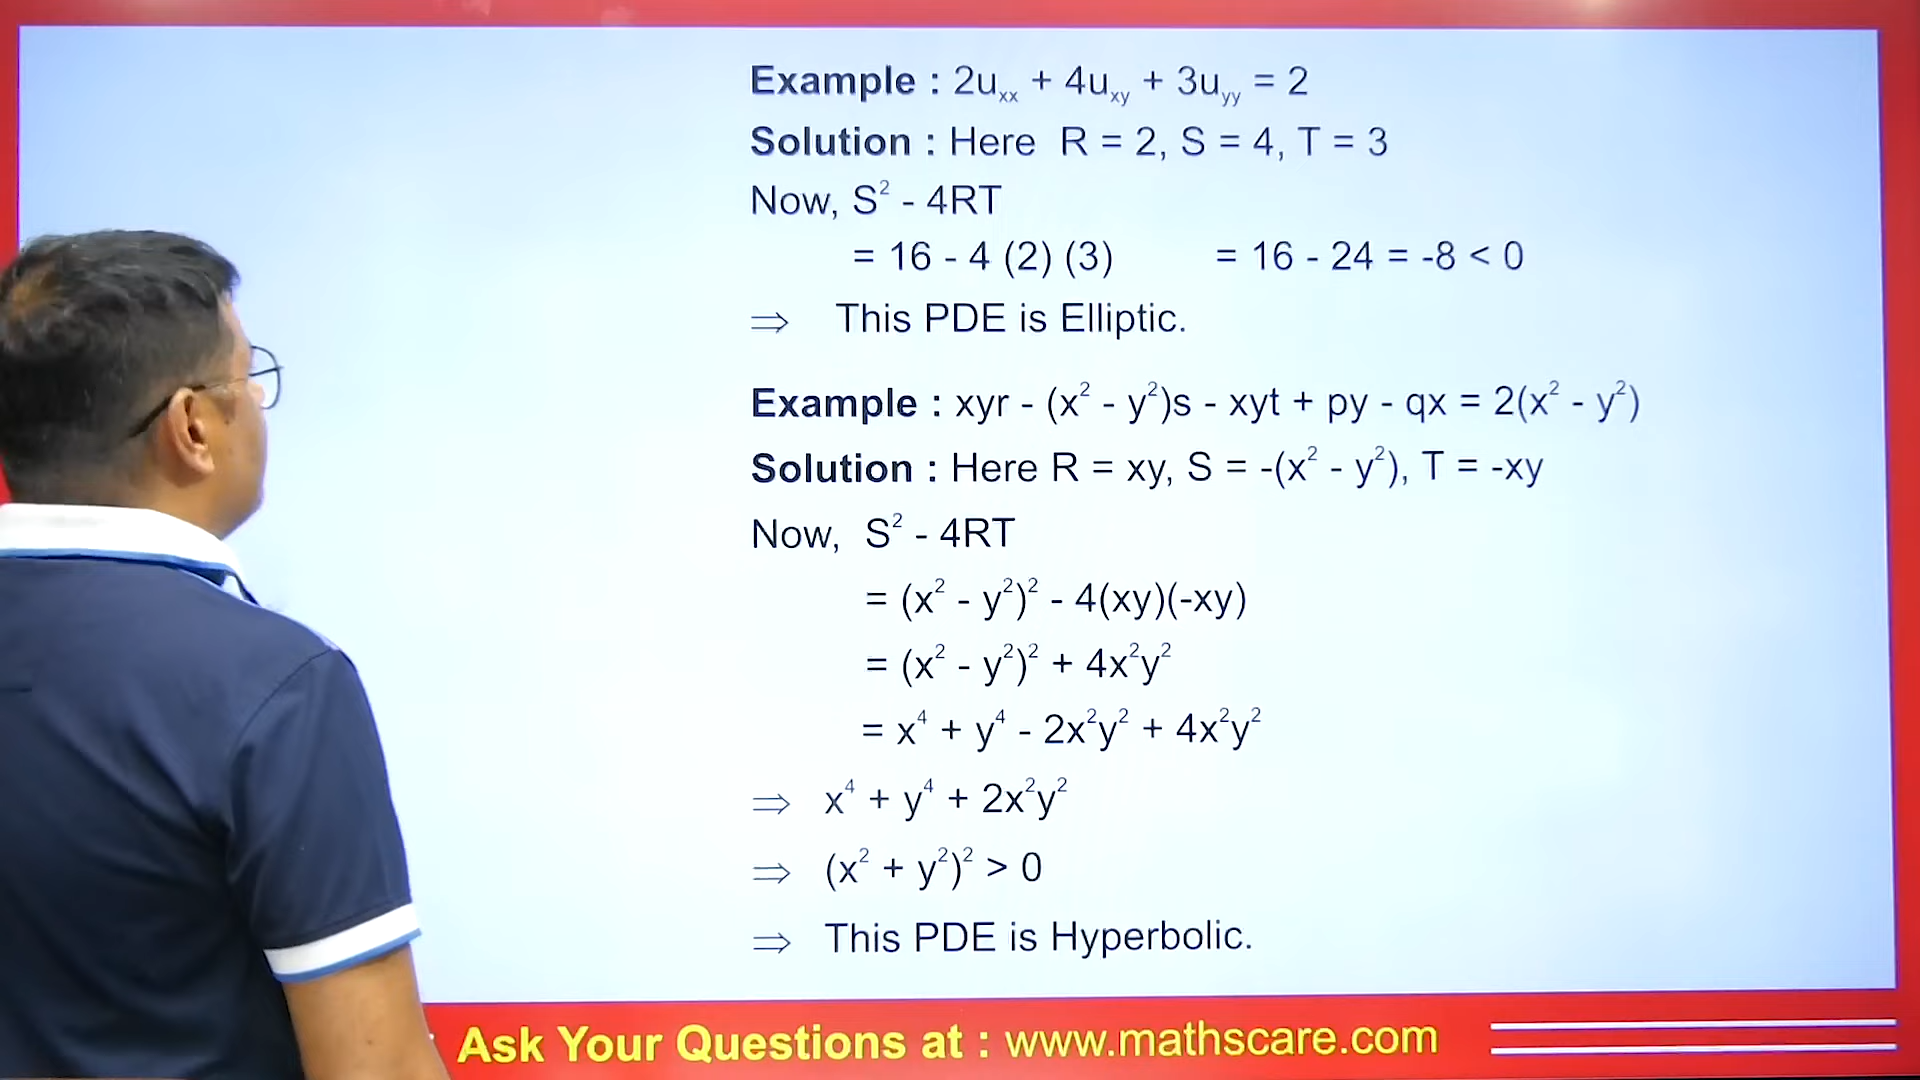 Example : 2uxx + 4uxy + 3uyy = 2
Solution : Here R = 2, S = 4, T = 3
Now, S² - 4RT
= 16 - 4 (2) (3) = 16 - 24 = -8 < 0
⇒ This PDE is Elliptic.
Example : xyr - (x² - y²)s - xyt + py - qx = 2(x² - y²)
Solution : Here R = xy, S = -(x² - y²), T = -xy
Now, S² - 4RT
= (x² - y²)² - 4(xy)(-xy)
= (x² - y²)² + 4x²y²
= x⁴ + y⁴ - 2x²y² + 4x²y²
⇒ x⁴ + y⁴ + 2x²y²
⇒ (x² + y²)² > 0
⇒ This PDE is Hyperbolic.
Ask Your Questions at : www.mathscare.com